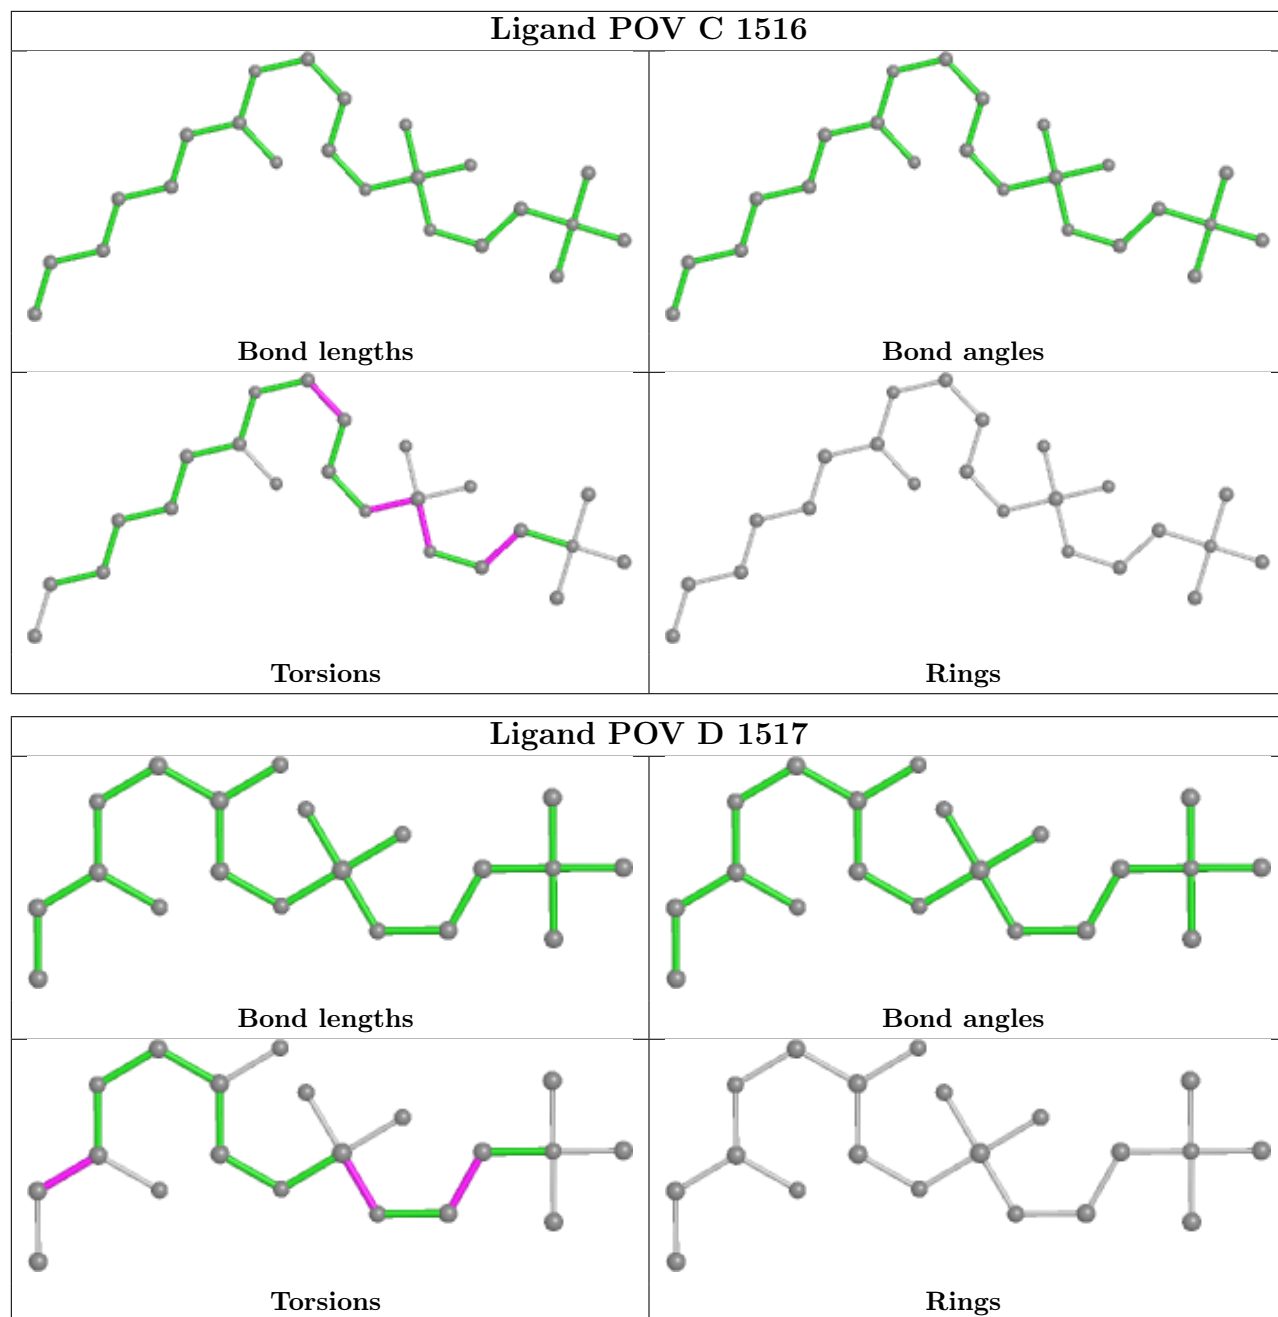 Ligand POV C 1516
Bond lengths
Bond angles
Torsions
Rings
Ligand POV D 1517
Bond lengths
Bond angles
Torsions
Rings